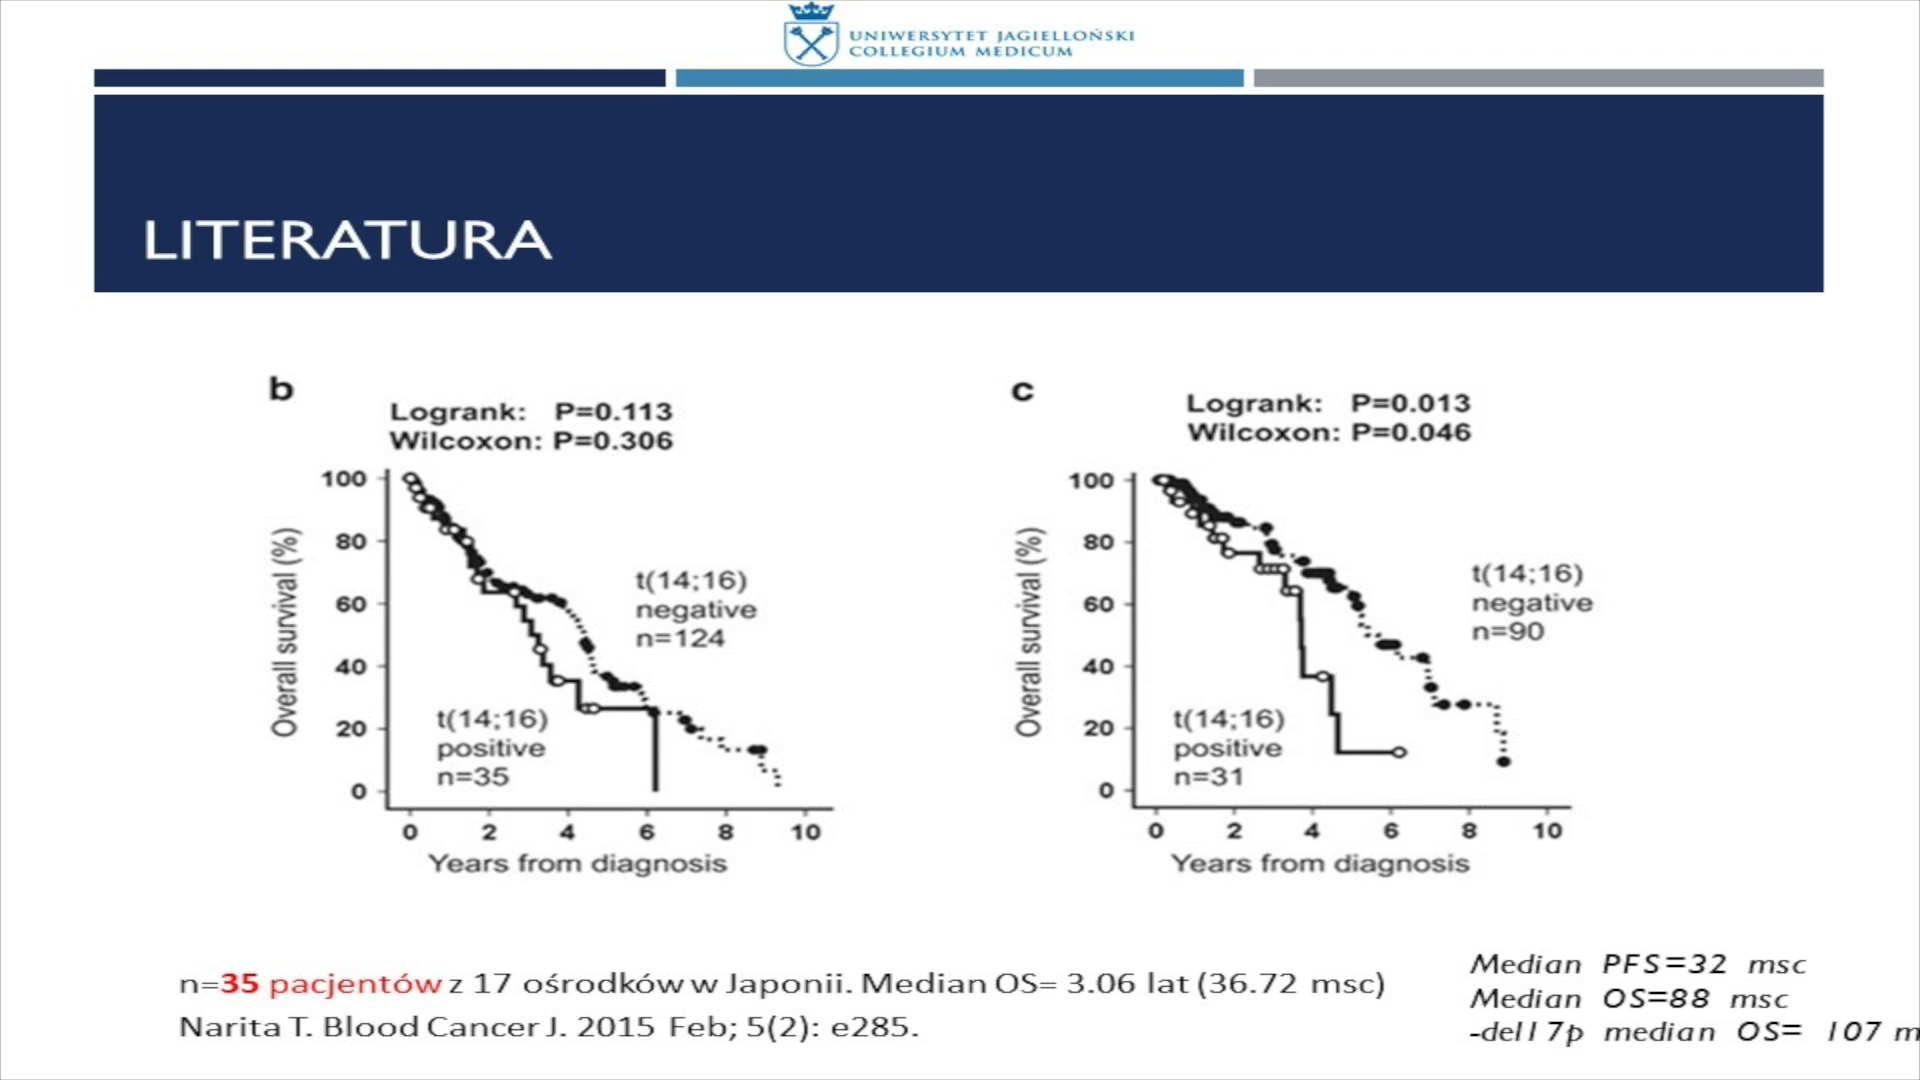 UNIWERSYTET JAGIELLOŃSKI
COLLEGIUM MEDICUM
LITERATURA
b
Logrank: P=0.113
Wilcoxon: P=0.306
Overall survival (%)
100
80
60
40
20
0
t(14;16)
negative
n=124
t(14;16)
positive
n=35
0 2 4 6 8 10
Years from diagnosis
c
Logrank: P=0.013
Wilcoxon: P=0.046
Overall survival (%)
100
80
60
40
20
0
t(14;16)
negative
n=90
t(14;16)
positive
n=31
0 2 4 6 8 10
Years from diagnosis
n=35 pacjentów z 17 ośrodków w Japonii. Median OS= 3.06 lat (36.72 msc)
Narita T. Blood Cancer J. 2015 Feb; 5(2): e285.
Median PFS=32 msc
Median OS=88 msc
-del17p median OS= 107 m